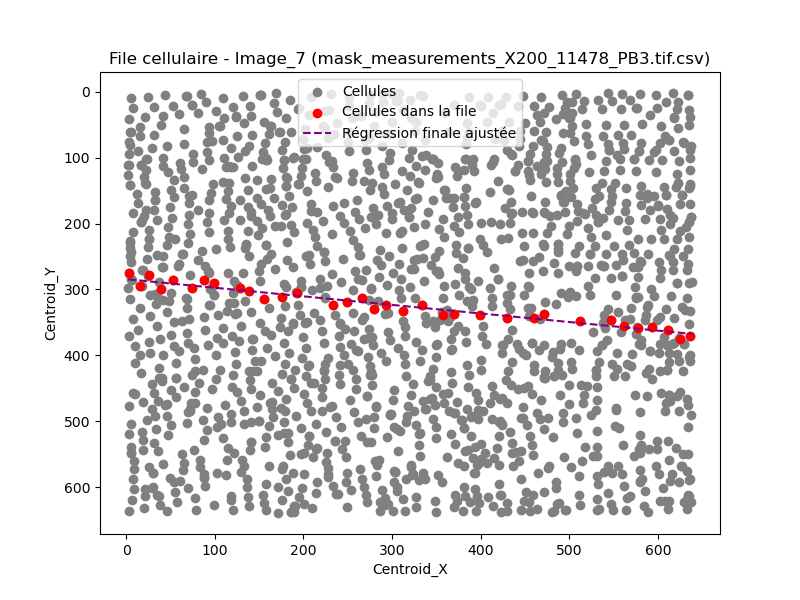 File cellulaire - Image_7 (mask_measurements_X200_11478_PB3.tif.csv)
Cellules
Cellules dans la file
Régression finale ajustée
0
100
200
300
400
500
600
Centroid_Y
0 100 200 300 400 500 600
Centroid_X